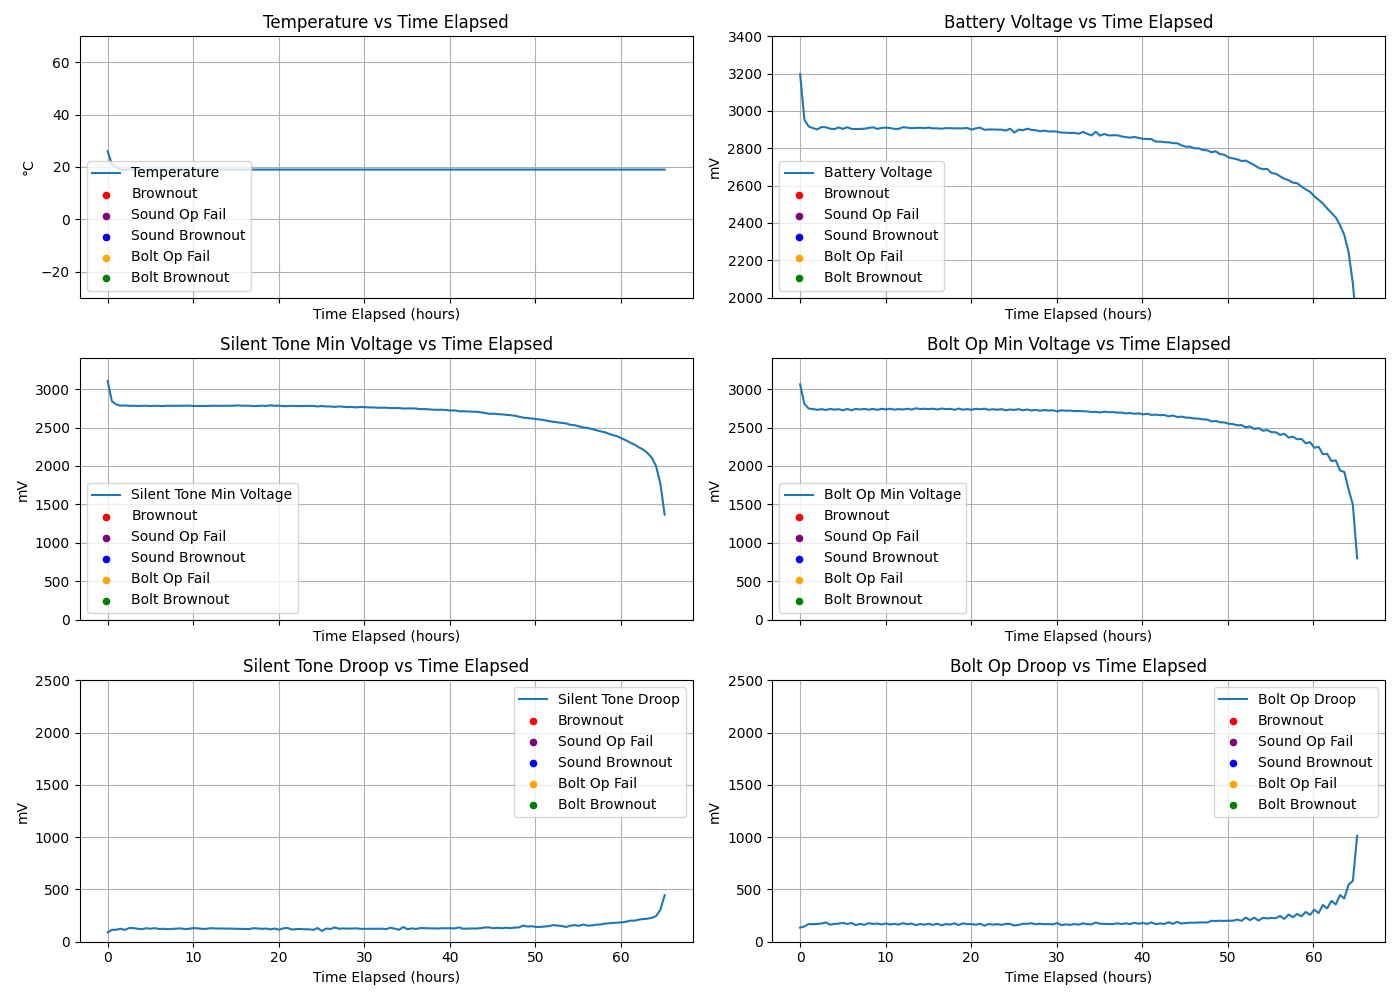 Temperature vs Time Elapsed
60
40
20
0
−20
°C
Temperature
Brownout
Sound Op Fail
Sound Brownout
Bolt Op Fail
Bolt Brownout
Time Elapsed (hours)
Battery Voltage vs Time Elapsed
3400
3200
3000
2800
2600
2400
2200
2000
mV
Battery Voltage
Brownout
Sound Op Fail
Sound Brownout
Bolt Op Fail
Bolt Brownout
Time Elapsed (hours)
Silent Tone Min Voltage vs Time Elapsed
3000
2500
2000
1500
1000
500
0
mV
Silent Tone Min Voltage
Brownout
Sound Op Fail
Sound Brownout
Bolt Op Fail
Bolt Brownout
Time Elapsed (hours)
Bolt Op Min Voltage vs Time Elapsed
3000
2500
2000
1500
1000
500
0
mV
Bolt Op Min Voltage
Brownout
Sound Op Fail
Sound Brownout
Bolt Op Fail
Bolt Brownout
Time Elapsed (hours)
Silent Tone Droop vs Time Elapsed
2500
2000
1500
1000
500
0
mV
Silent Tone Droop
Brownout
Sound Op Fail
Sound Brownout
Bolt Op Fail
Bolt Brownout
0 10 20 30 40 50 60
Time Elapsed (hours)
Bolt Op Droop vs Time Elapsed
2500
2000
1500
1000
500
0
mV
Bolt Op Droop
Brownout
Sound Op Fail
Sound Brownout
Bolt Op Fail
Bolt Brownout
0 10 20 30 40 50 60
Time Elapsed (hours)